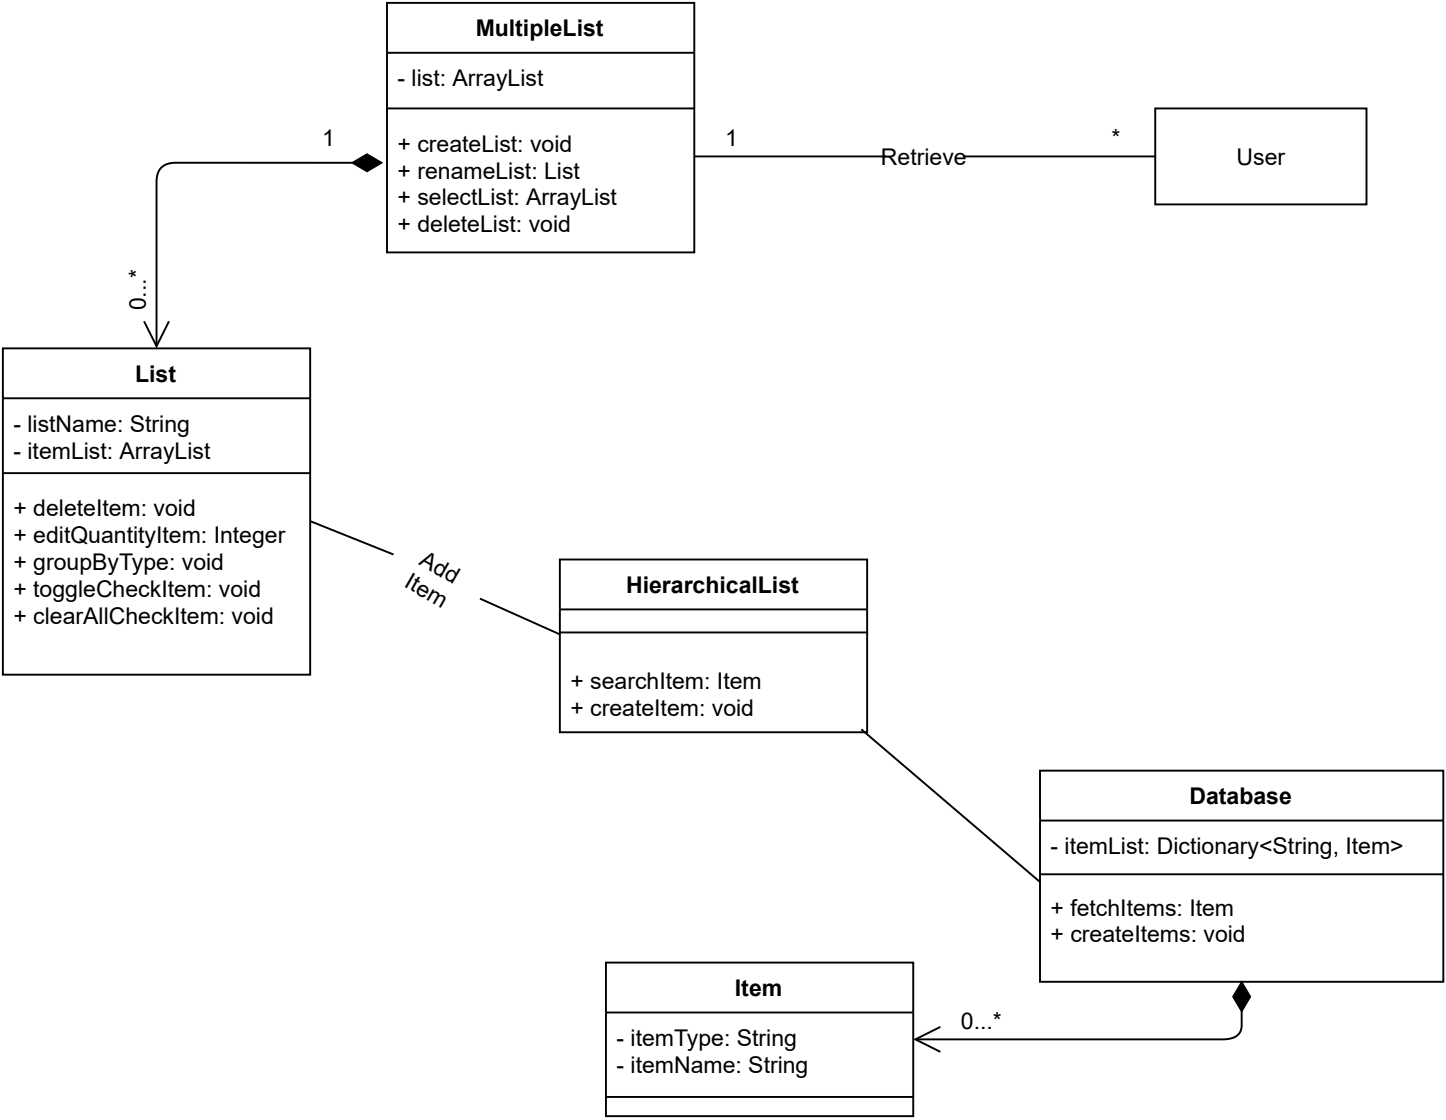 MultipleList
- list: ArrayList
+ createList: void
+ renameList: List
+ selectList: ArrayList
+ deleteList: void
1
0...*
1
Retrieve
*
User
List
- listName: String
- itemList: ArrayList
+ deleteItem: void
+ editQuantityItem: Integer
+ groupByType: void
+ toggleCheckItem: void
+ clearAllCheckItem: void
Add
Item
HierarchicalList
+ searchItem: Item
+ createItem: void
Database
- itemList: Dictionary<String, Item>
+ fetchItems: Item
+ createItems: void
0...*
Item
- itemType: String
- itemName: String